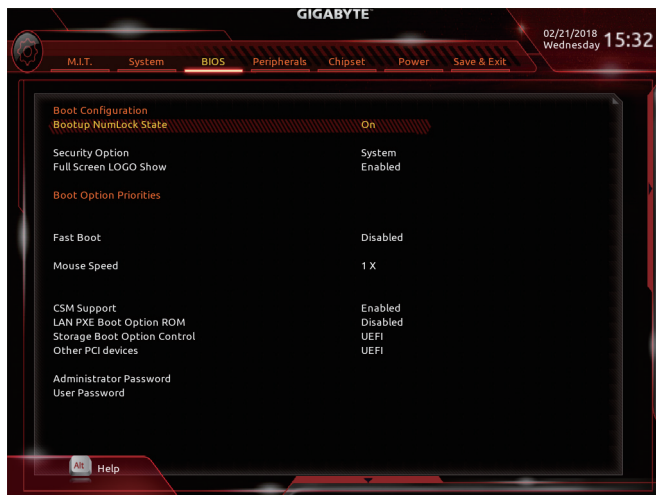 GIGABYTE™
02/21/2018
Wednesday 15:32
M.I.T. System BIOS Peripherals Chipset Power Save & Exit
Boot Configuration
Bootup NumLock State On
Security Option System
Full Screen LOGO Show Enabled
Boot Option Priorities
Fast Boot Disabled
Mouse Speed 1 X
CSM Support Enabled
LAN PXE Boot Option ROM Disabled
Storage Boot Option Control UEFI
Other PCI devices UEFI
Administrator Password
User Password
Alt Help